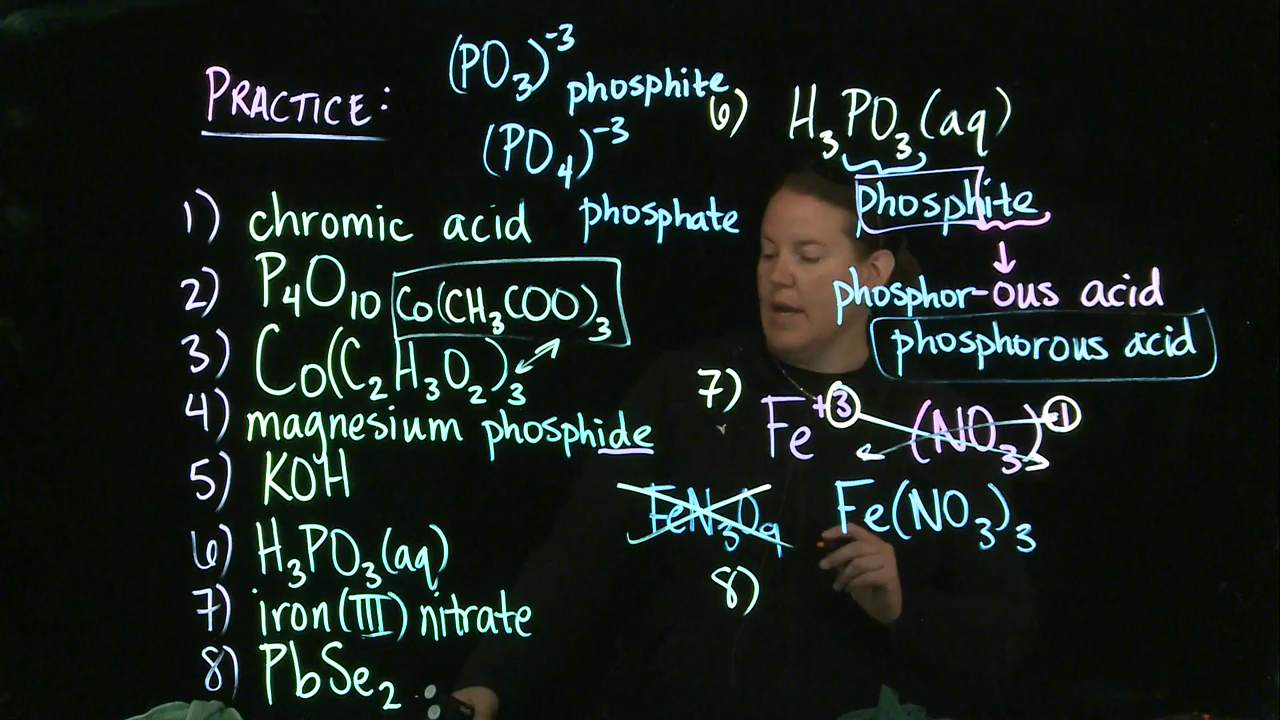 PRACTICE:
(PO₃)⁻³ phosphite
(PO₄)⁻³
phosphate
1) chromic acid
2) P₄O₁₀
Co(CH₃COO)₃
3) Co(C₂H₃O₂)₃
4) magnesium phosphide
5) KOH
6) H₃PO₃(aq)
7) iron(III) nitrate
8) PbSe₂
6) H₃PO₃(aq)
phosphite
phosphor-ous acid
phosphorous acid
7) Fe⁺³ (NO₃)⁻¹
FeN₃O₉ Fe(NO₃)₃
8)